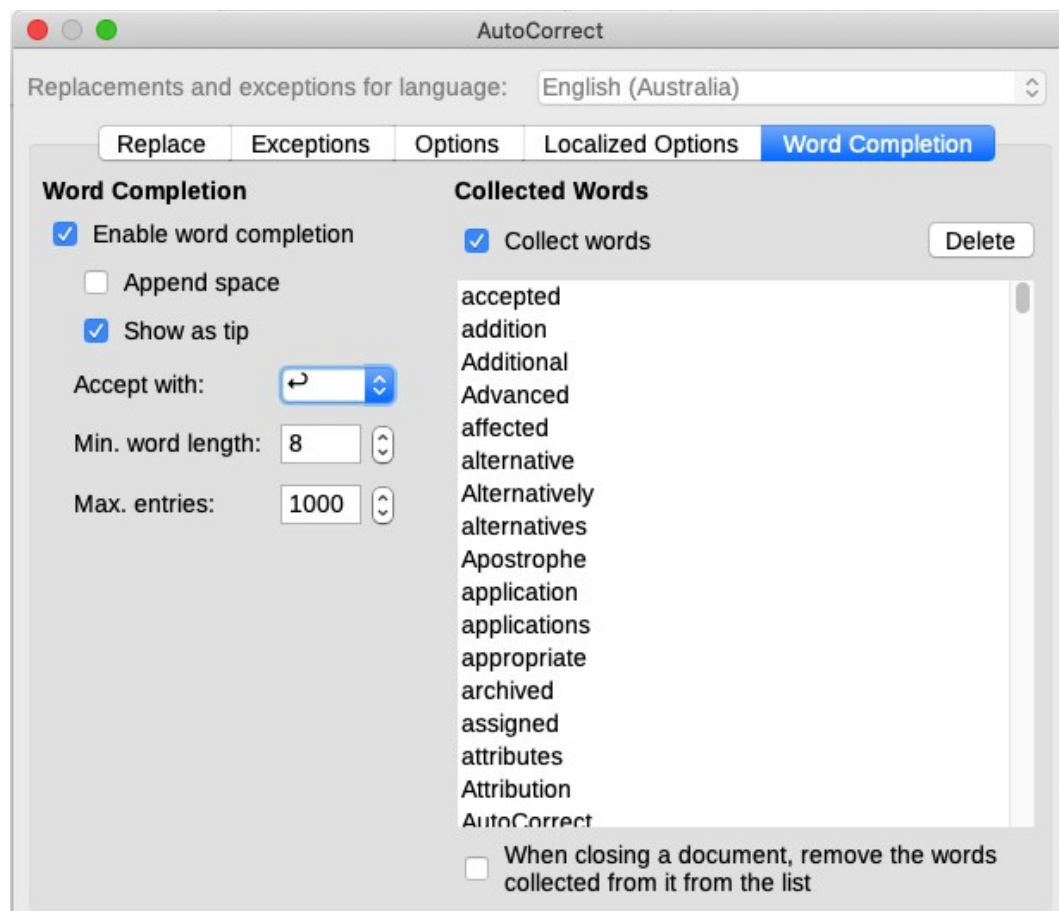 AutoCorrect
Replacements and exceptions for language: English (Australia)
Replace Exceptions Options Localized Options Word Completion
Word Completion
Enable word completion
Append space
Show as tip
Accept with: ↩
Min. word length: 8
Max. entries: 1000
Collected Words
Collect words Delete
accepted
addition
Additional
Advanced
affected
alternative
Alternatively
alternatives
Apostrophe
application
applications
appropriate
archived
assigned
attributes
Attribution
AutoCorrect
When closing a document, remove the words
collected from it from the list